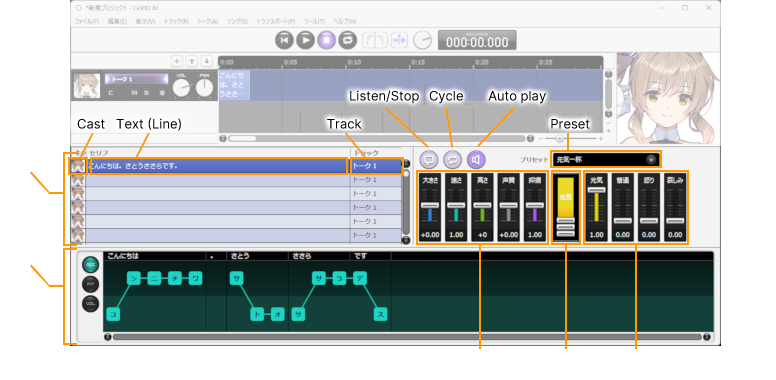 *新規プロジェクト - CeVIO AI
ファイル(F) 編集(E) 表示(V) トラック(R) トーク(A) ソング(S) トランスポート(P) ツール(T) ヘルプ(H)
000:00.000
0:00 0:05 0:10 0:15 0:20 0:25
トーク 1
VOL PAN
C M S
こんにち
は。さと
うささ…
Listen/Stop Cycle Auto play
Cast Text (Line) Track Preset
セリフ トラック
プリセット 元気一杯
こんにちは。さとうささらです。 トーク 1
トーク 1
トーク 1
トーク 1
トーク 1
大きさ 速さ 高さ 声質 抑揚 元気 元気 普通 怒り 哀しみ
+0.00 1.00 +0 +0.00 1.00 1.00 0.00 0.00 0.00
こんにちは 。 さとう ささら です
VOL
コ ン ニ チ ワ サ ト オ サ サ ラ デ ス